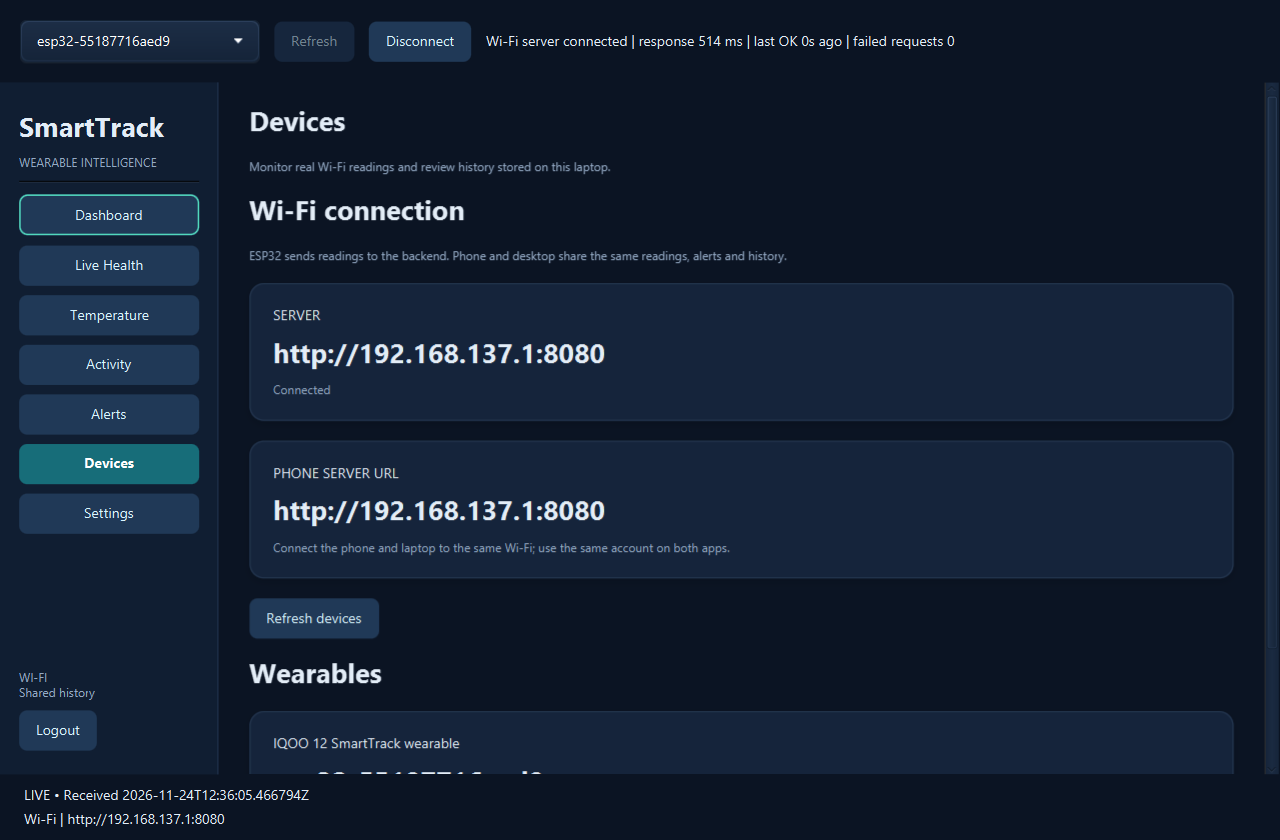 esp32-55187716aed9
Refresh
Disconnect
Wi-Fi server connected | response 514 ms | last OK 0s ago | failed requests 0
SmartTrack
WEARABLE INTELLIGENCE
Dashboard
Live Health
Temperature
Activity
Alerts
Devices
Settings
WI-FI
Shared history
Logout
Devices
Monitor real Wi-Fi readings and review history stored on this laptop.
Wi-Fi connection
ESP32 sends readings to the backend. Phone and desktop share the same readings, alerts and history.
SERVER
http://192.168.137.1:8080
Connected
PHONE SERVER URL
http://192.168.137.1:8080
Connect the phone and laptop to the same Wi-Fi; use the same account on both apps.
Refresh devices
Wearables
IQOO 12 SmartTrack wearable
LIVE • Received 2026-11-24T12:36:05.466794Z
Wi-Fi | http://192.168.137.1:8080